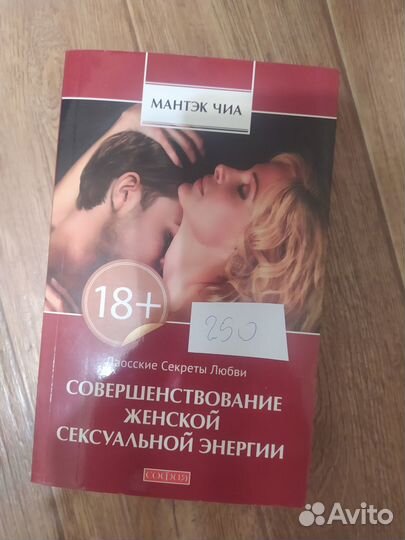 МАНТЭК ЧИА
18+
250
Даосские Секреты Любви
СОВЕРШЕНСТВОВАНИЕ
ЖЕНСКОЙ
СЕКСУАЛЬНОЙ ЭНЕРГИИ
СОФИЯ
Avito